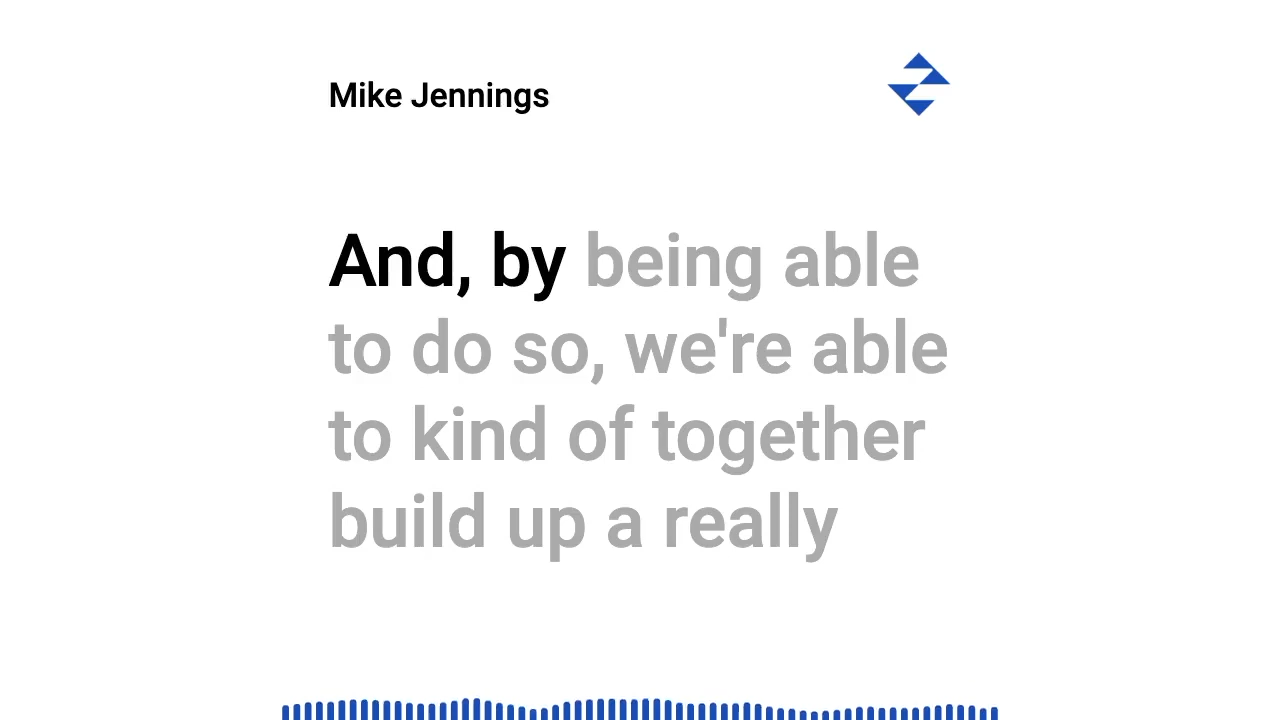 Mike Jennings
And, by being able
to do so, we're able
to kind of together
build up a really